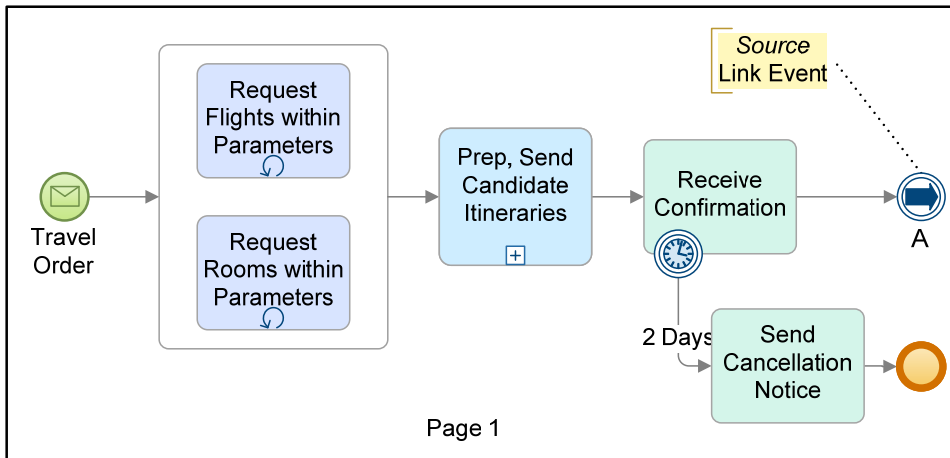 Source
Link Event
Request
Flights within
Parameters
Prep, Send
Candidate
Itineraries
Receive
Confirmation
Travel
Order
Request
Rooms within
Parameters
A
2 Days
Send
Cancellation
Notice
Page 1